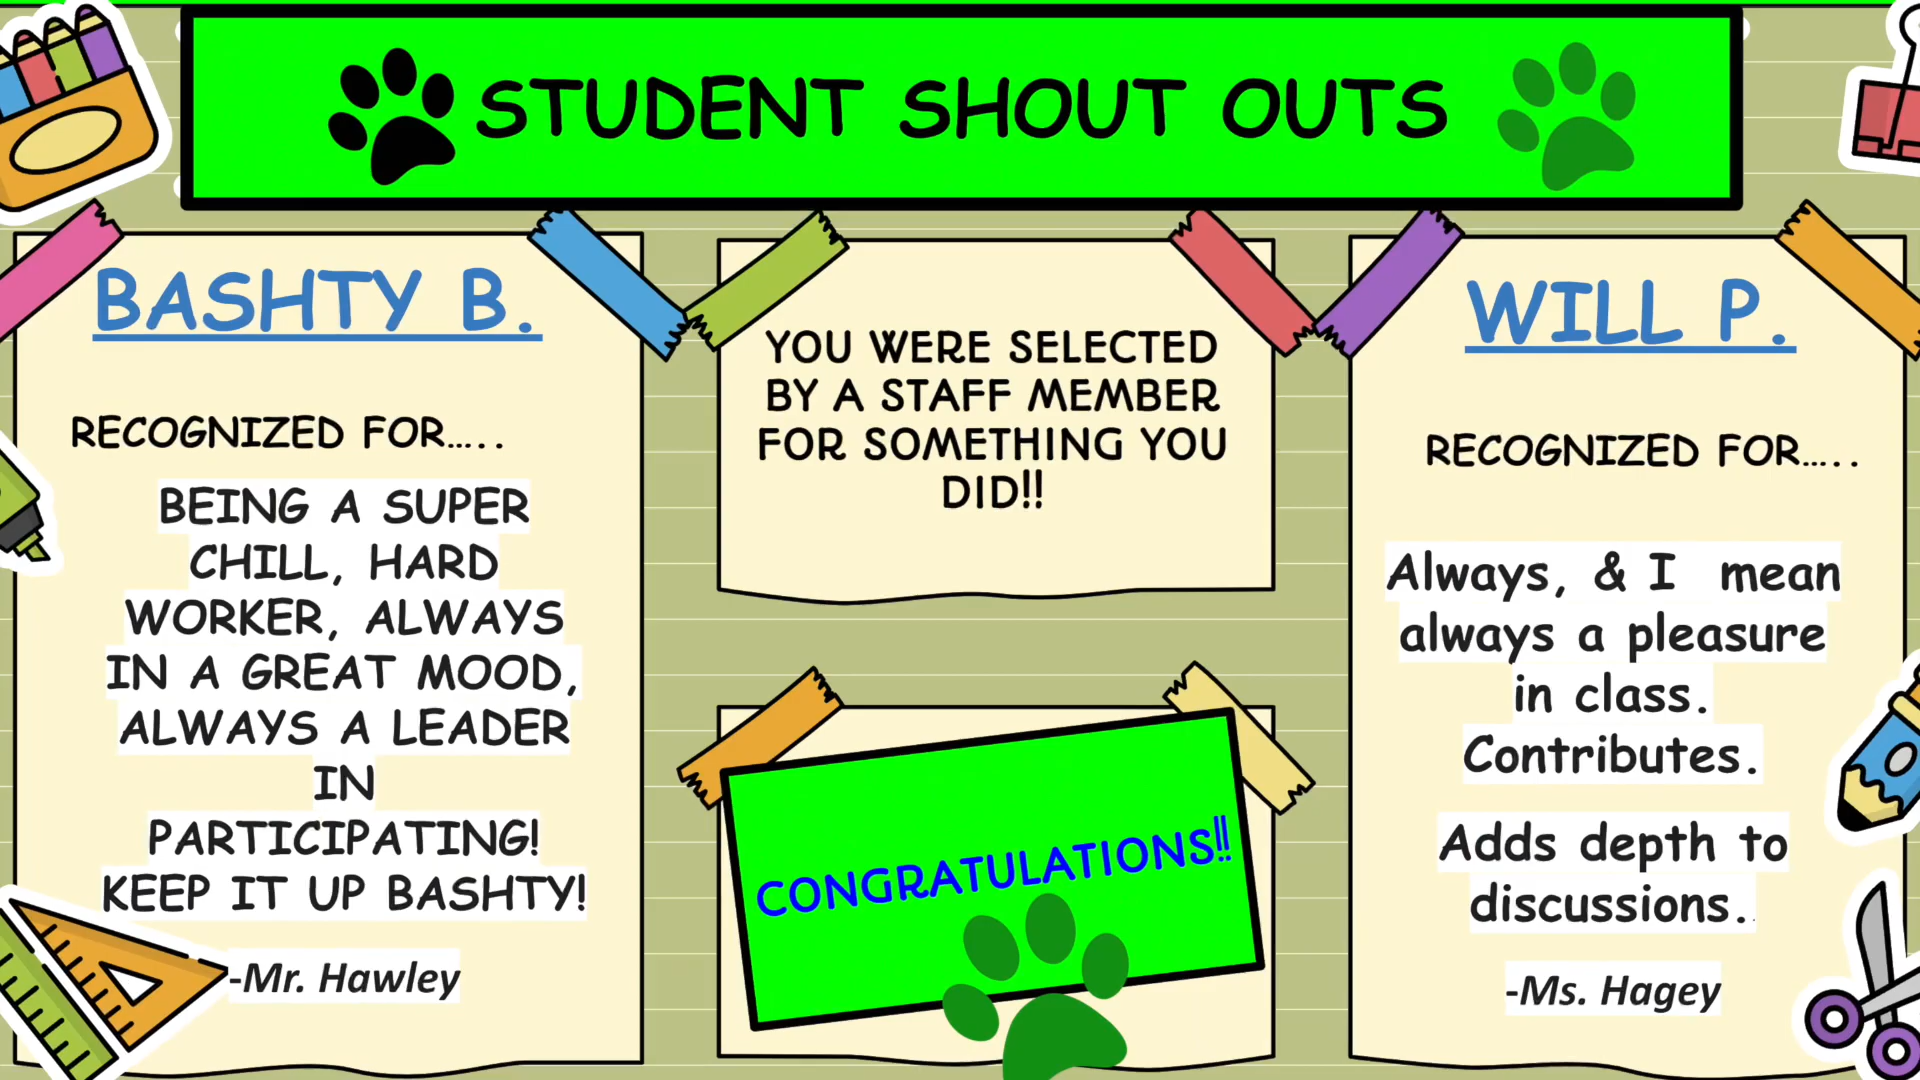 STUDENT SHOUT OUTS
BASHTY B.
RECOGNIZED FOR.....
BEING A SUPER
CHILL, HARD
WORKER, ALWAYS
IN A GREAT MOOD,
ALWAYS A LEADER
IN
PARTICIPATING!
KEEP IT UP BASHTY!
-Mr. Hawley
YOU WERE SELECTED
BY A STAFF MEMBER
FOR SOMETHING YOU
DID!!
CONGRATULATIONS!!
WILL P.
RECOGNIZED FOR.....
Always, & I mean
always a pleasure
in class.
Contributes.
Adds depth to
discussions.
-Ms. Hagey